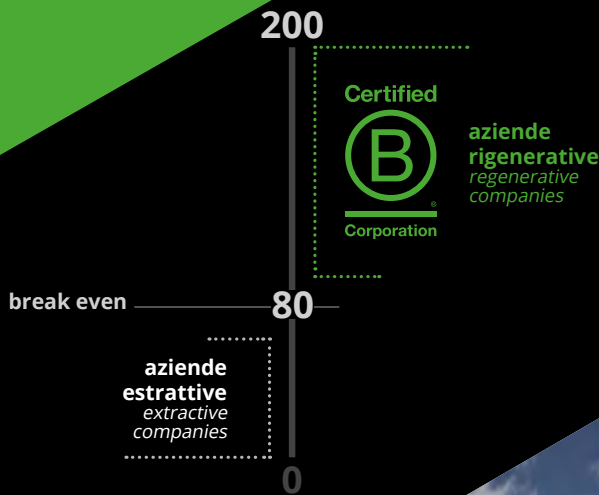 200
Certified
B
®
Corporation
aziende
rigenerative
regenerative
companies
break even
80
aziende
estrattive
extractive
companies
0